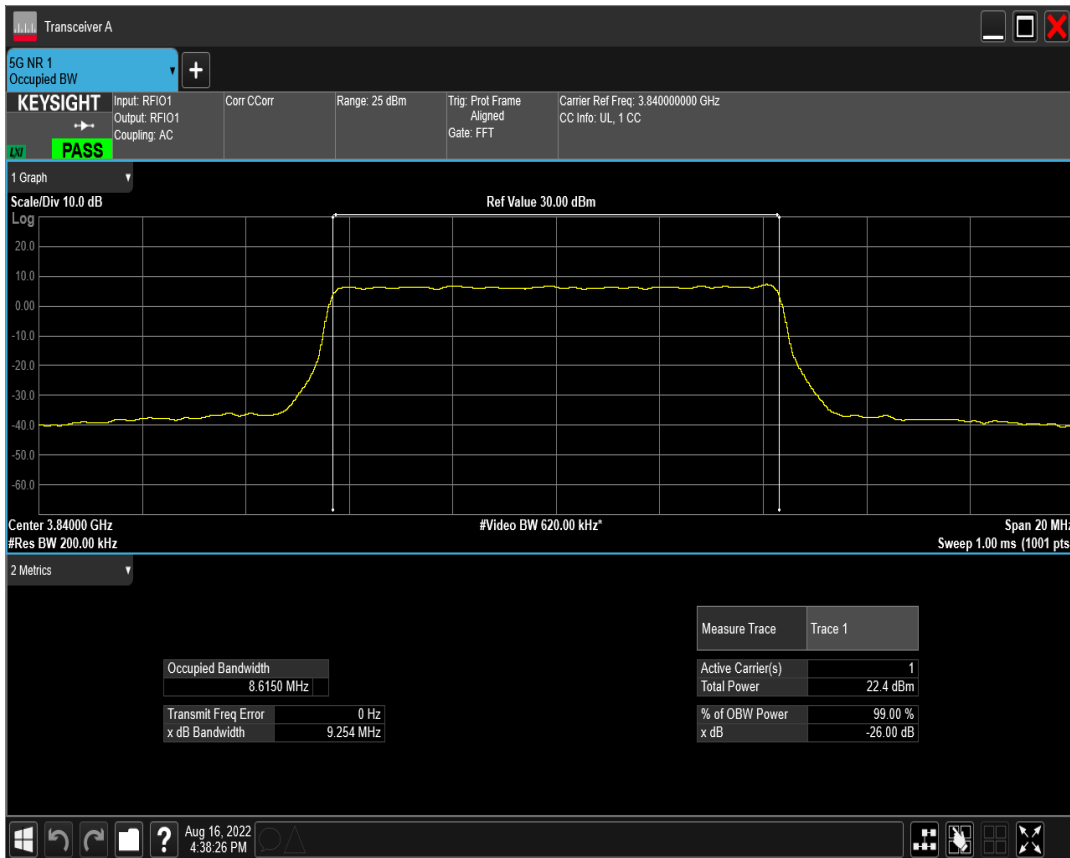 Transceiver A
5G NR 1
Occupied BW
+
KEYSIGHT
LXI
PASS
Input: RFIO1
Output: RFIO1
Coupling: AC
Corr CCorr
Range: 25 dBm
Trig: Prot Frame
Aligned
Gate: FFT
Carrier Ref Freq: 3.840000000 GHz
CC Info: UL, 1 CC
1 Graph
Scale/Div 10.0 dB
Ref Value 30.00 dBm
Log
20.0
10.0
0.00
-10.0
-20.0
-30.0
-40.0
-50.0
-60.0
Center 3.84000 GHz
#Video BW 620.00 kHz*
Span 20 MHz
#Res BW 200.00 kHz
Sweep 1.00 ms (1001 pts
2 Metrics
Measure Trace Trace 1
Occupied Bandwidth
8.6150 MHz
Active Carrier(s) 1
Total Power 22.4 dBm
Transmit Freq Error 0 Hz
x dB Bandwidth 9.254 MHz
% of OBW Power 99.00 %
x dB -26.00 dB
?
Aug 16, 2022
4:38:26 PM